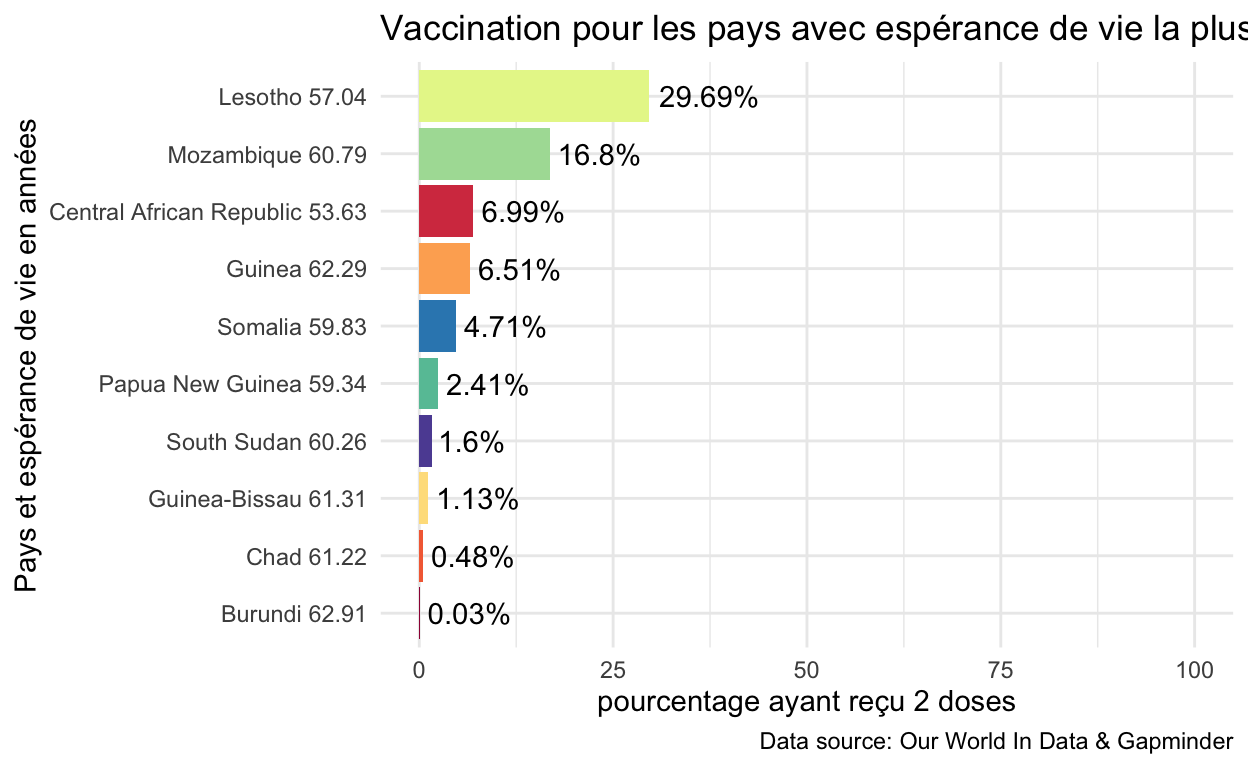 Vaccination pour les pays avec espérance de vie la plus
Pays et espérance de vie en années
Lesotho 57.04 29.69%
Mozambique 60.79 16.8%
Central African Republic 53.63 6.99%
Guinea 62.29 6.51%
Somalia 59.83 4.71%
Papua New Guinea 59.34 2.41%
South Sudan 60.26 1.6%
Guinea-Bissau 61.31 1.13%
Chad 61.22 0.48%
Burundi 62.91 0.03%
0 25 50 75 100
pourcentage ayant reçu 2 doses
Data source: Our World In Data & Gapminder